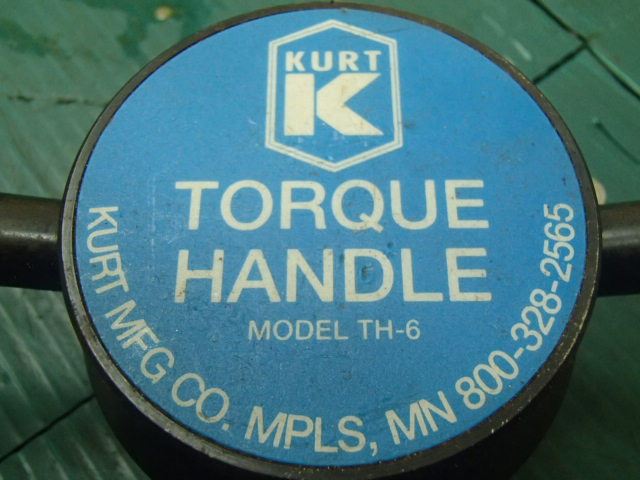 KURT
K
TORQUE
HANDLE
MODEL TH-6
KURT MFG CO. MPLS, MN 800-328-2565